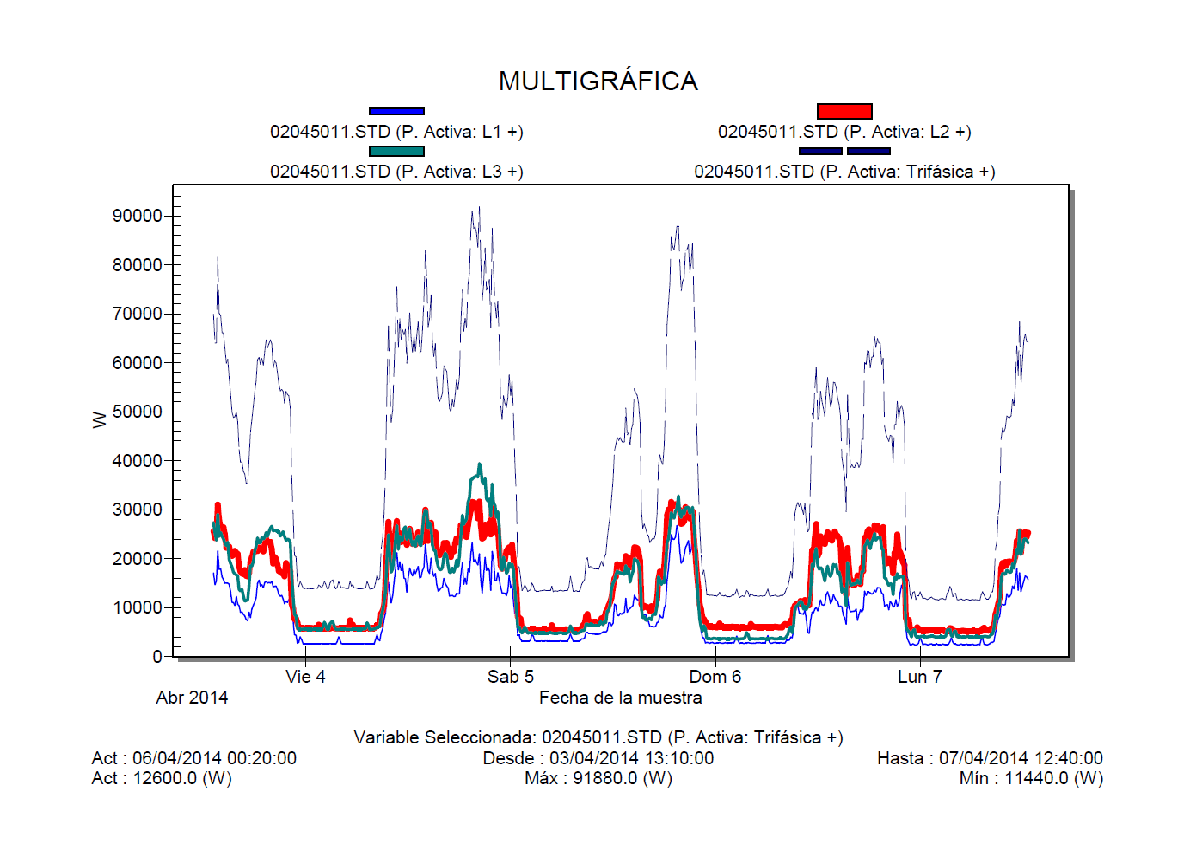 MULTIGRÁFICA
02045011.STD (P. Activa: L1 +)
02045011.STD (P. Activa: L2 +)
02045011.STD (P. Activa: L3 +)
02045011.STD (P. Activa: Trifásica +)
90000
80000
70000
60000
50000
W
40000
30000
20000
10000
0
Vie 4
Sab 5
Dom 6
Lun 7
Abr 2014
Fecha de la muestra
Variable Seleccionada: 02045011.STD (P. Activa: Trifásica +)
Act : 06/04/2014 00:20:00
Desde : 03/04/2014 13:10:00
Hasta : 07/04/2014 12:40:00
Act : 12600.0 (W)
Máx : 91880.0 (W)
Mín : 11440.0 (W)